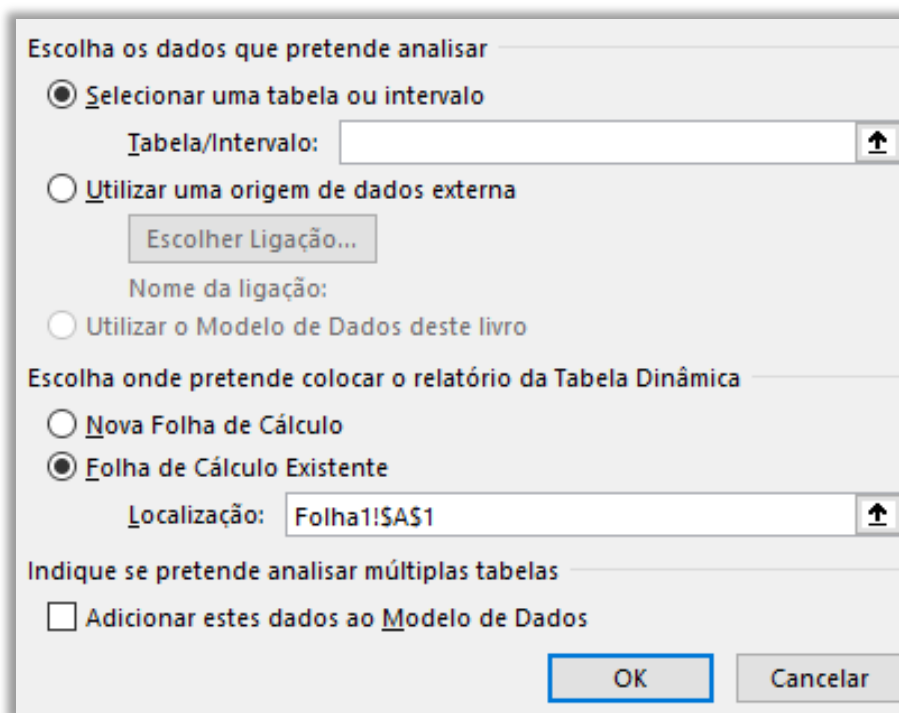 Escolha os dados que pretende analisar
Selecionar uma tabela ou intervalo
Tabela/Intervalo:
Utilizar uma origem de dados externa
Escolher Ligação...
Nome da ligação:
Utilizar o Modelo de Dados deste livro
Escolha onde pretende colocar o relatório da Tabela Dinâmica
Nova Folha de Cálculo
Folha de Cálculo Existente
Localização: Folha1!$A$1
Indique se pretende analisar múltiplas tabelas
Adicionar estes dados ao Modelo de Dados
OK Cancelar